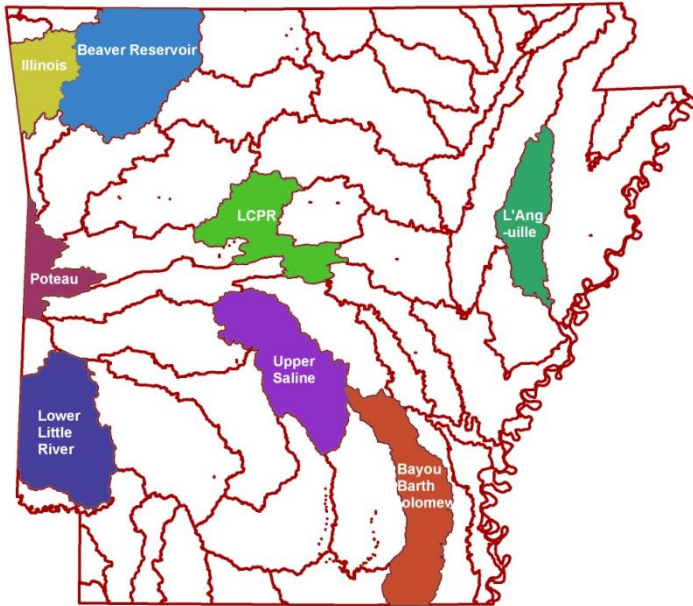 Beaver Reservoir
Illinois
LCPR
L'Ang
-uille
Poteau
Upper
Saline
Lower
Little
River
Bayou
Barth
olomew